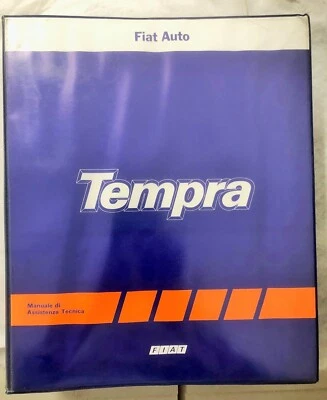 Fiat Auto
Tempra
Manuale di
Assistenza Tecnica
FIAT